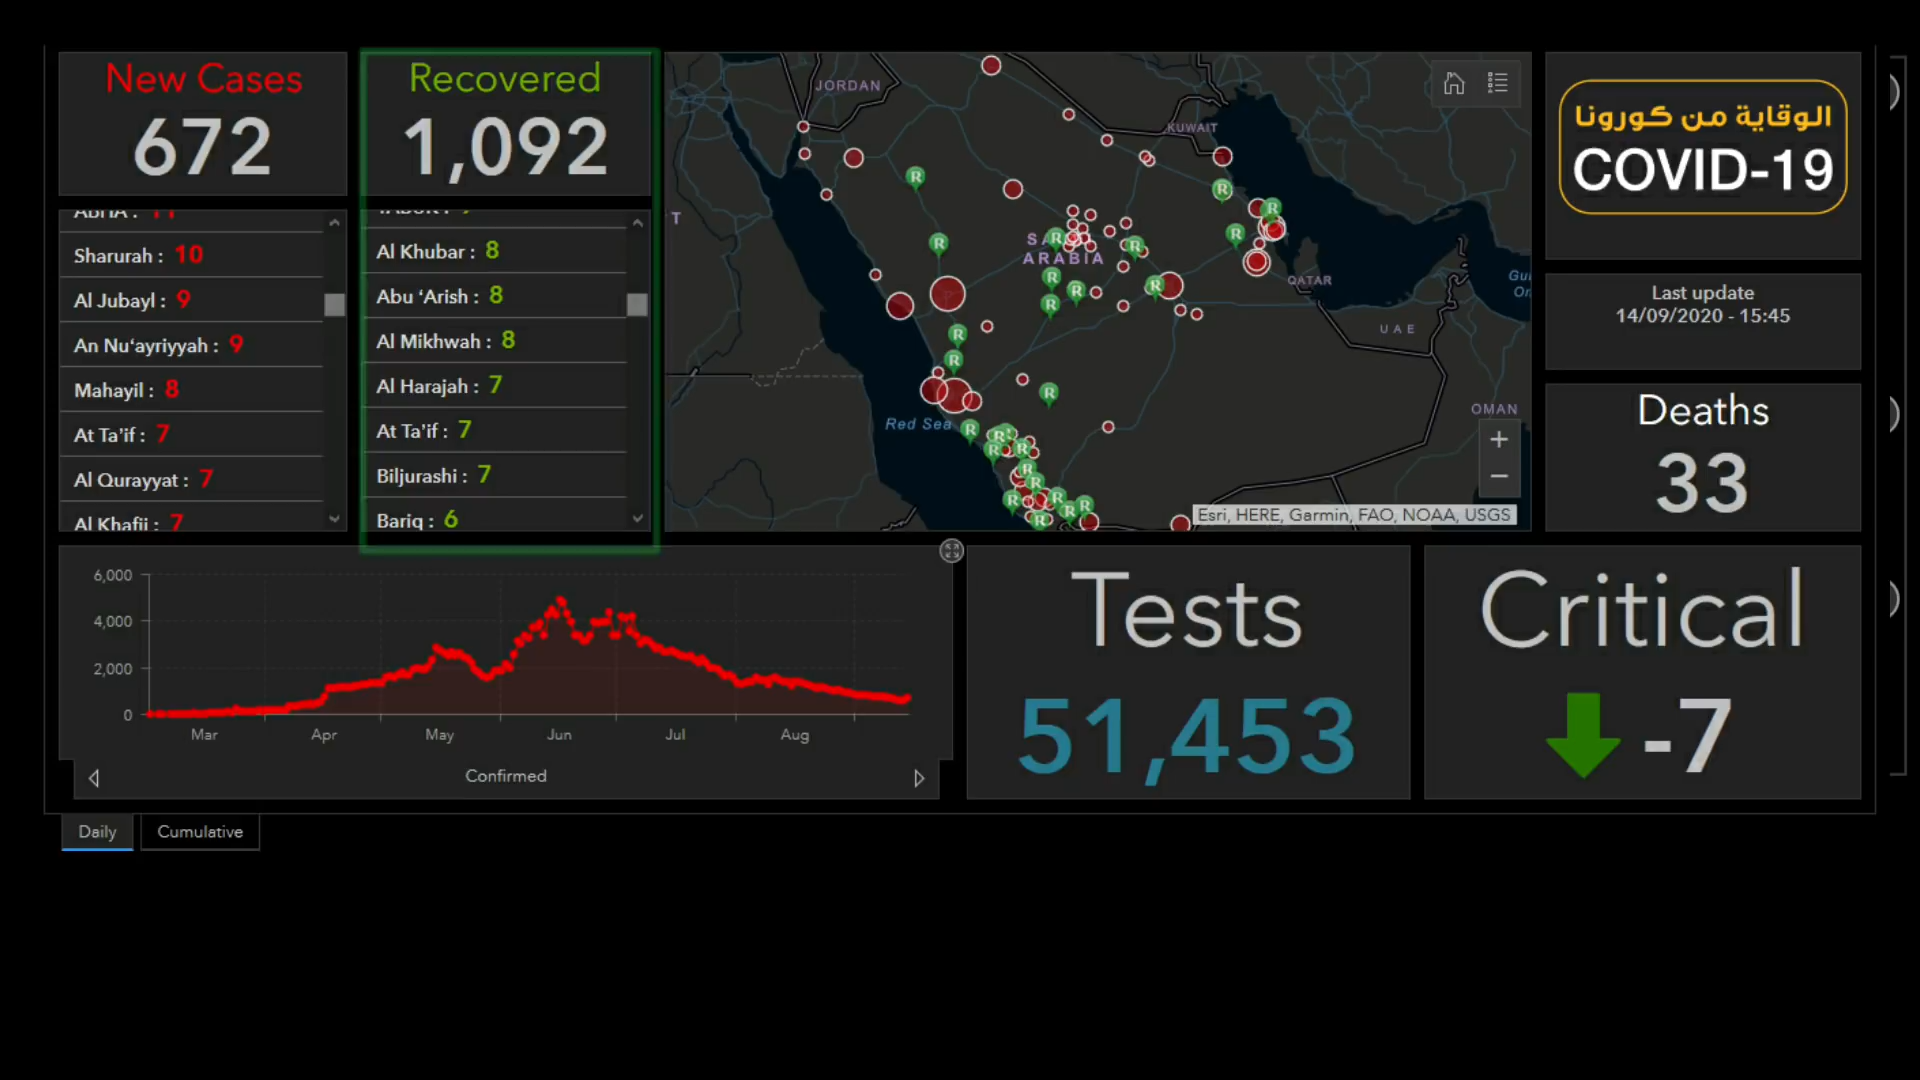 New Cases
672
ABHA : 11
Sharurah : 10
Al Jubayl : 9
An Nu‘ayriyyah : 9
Mahayil : 8
At Ta‘if : 7
Al Qurayyat : 7
Al Khafji : 7
Recovered
1,092
Al Khubar : 8
Abu ‘Arish : 8
Al Mikhwah : 8
Al Harajah : 7
At Ta‘if : 7
Biljurashi : 7
Bariq : 6
JORDAN
KUWAIT
T
SA
ARABIA
QATAR
Gu
On
UAE
Red Sea
OMAN
+
−
Esri, HERE, Garmin, FAO, NOAA, USGS
الوقاية من كورونا
COVID-19
Last update
14/09/2020 - 15:45
Deaths
33
6,000
4,000
2,000
0
Mar Apr May Jun Jul Aug
Confirmed
Tests
51,453
Critical
-7
Daily Cumulative